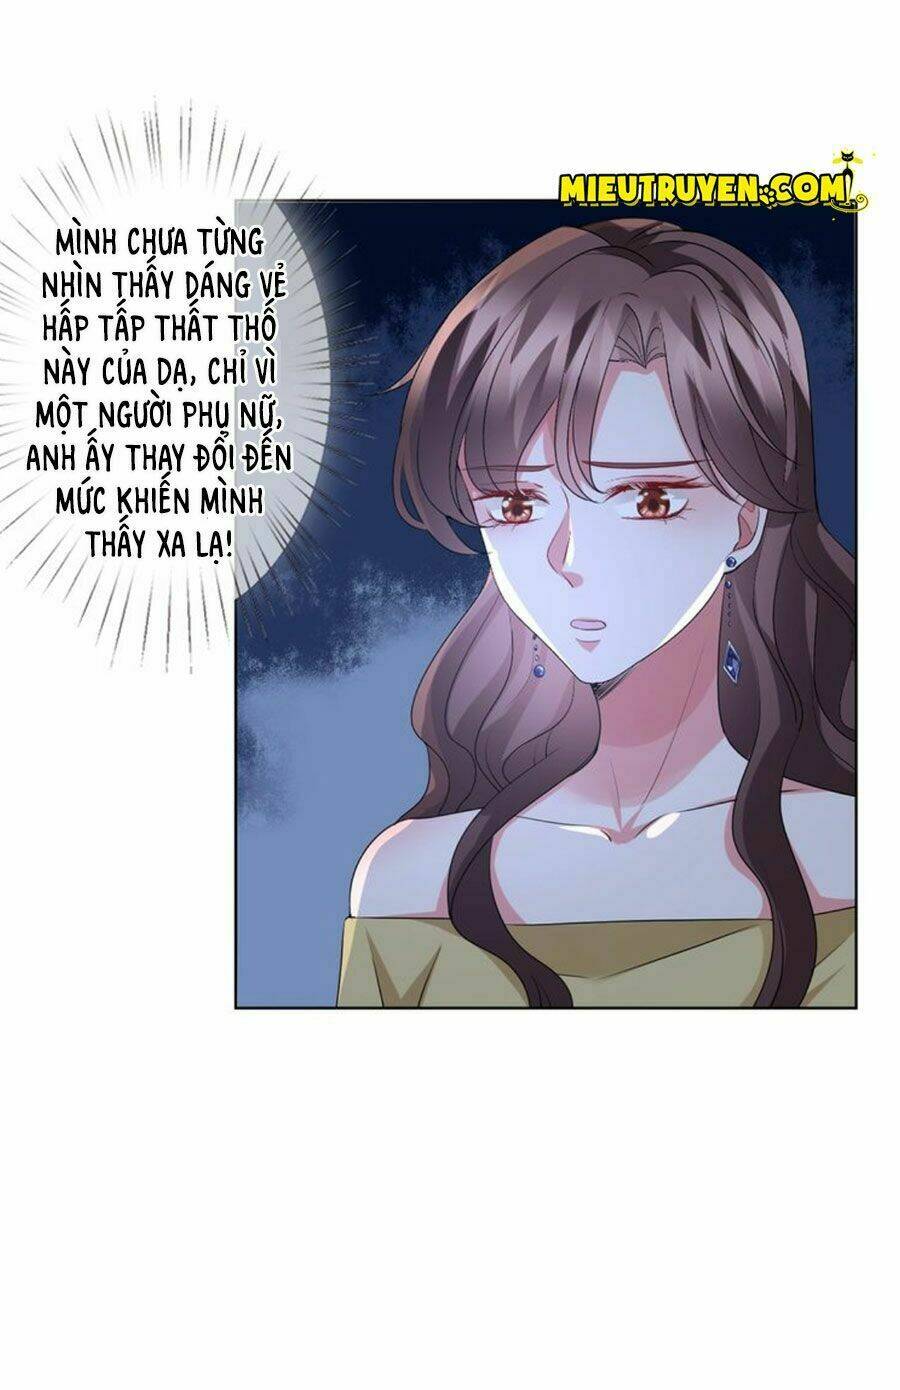 MIEUTRUYEN.COM
MÌNH CHƯA TỪNG
NHÌN THẤY DÁNG VẺ
HẤP TẤP THẤT THỐ
NÀY CỦA DẠ, CHỈ VÌ
MỘT NGƯỜI PHỤ NỮ,
ANH ẤY THAY ĐỔI ĐẾN
MỨC KHIẾN MÌNH
THẤY XA LẠ!